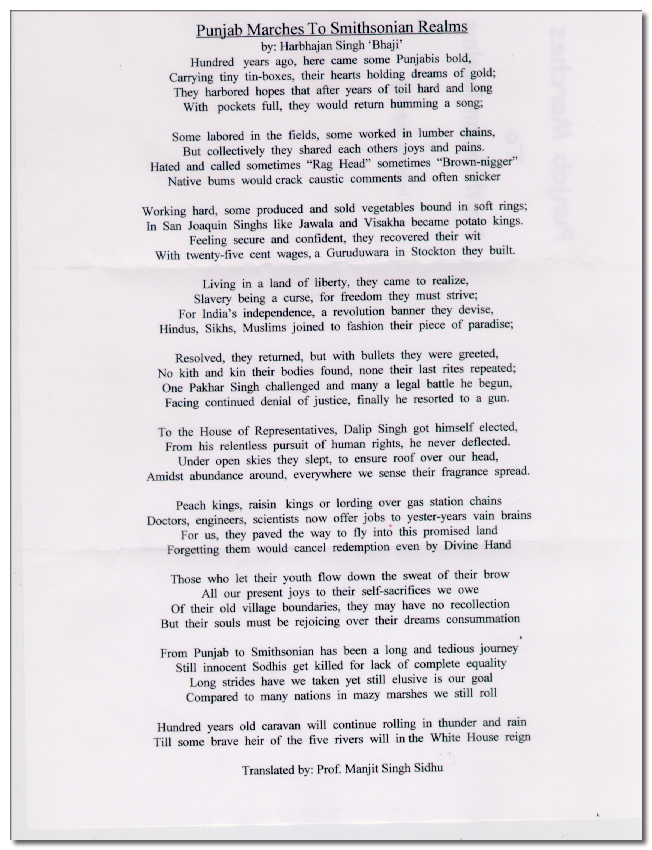 Punjab Marches To Smithsonian Realms
by: Harbhajan Singh 'Bhaji'
Hundred years ago, here came some Punjabis bold,
Carrying tiny tin-boxes, their hearts holding dreams of gold;
They harbored hopes that after years of toil hard and long
With pockets full, they would return humming a song;

Some labored in the fields, some worked in lumber chains,
But collectively they shared each others joys and pains.
Hated and called sometimes "Rag Head" sometimes "Brown-nigger"
Native bums would crack caustic comments and often snicker

Working hard, some produced and sold vegetables bound in soft rings;
In San Joaquin Singhs like Jawala and Visakha became potato kings.
Feeling secure and confident, they recovered their wit
With twenty-five cent wages, a Guruduwara in Stockton they built.

Living in a land of liberty, they came to realize,
Slavery being a curse, for freedom they must strive;
For India's independence, a revolution banner they devise,
Hindus, Sikhs, Muslims joined to fashion their piece of paradise;

Resolved, they returned, but with bullets they were greeted,
No kith and kin their bodies found, none their last rites repeated;
One Pakhar Singh challenged and many a legal battle he begun,
Facing continued denial of justice, finally he resorted to a gun.

To the House of Representatives, Dalip Singh got himself elected,
From his relentless pursuit of human rights, he never deflected.
Under open skies they slept, to ensure roof over our head,
Amidst abundance around, everywhere we sense their fragrance spread.

Peach kings, raisin kings or lording over gas station chains
Doctors, engineers, scientists now offer jobs to yester-years vain brains
For us, they paved the way to fly into this promised land
Forgetting them would cancel redemption even by Divine Hand

Those who let their youth flow down the sweat of their brow
All our present joys to their self-sacrifices we owe
Of their old village boundaries, they may have no recollection
But their souls must be rejoicing over their dreams consummation

From Punjab to Smithsonian has been a long and tedious journey
Still innocent Sodhis get killed for lack of complete equality
Long strides have we taken yet still elusive is our goal
Compared to many nations in mazy marshes we still roll

Hundred years old caravan will continue rolling in thunder and rain
Till some brave heir of the five rivers will in the White House reign

Translated by: Prof. Manjit Singh Sidhu
Punjab Marches
To